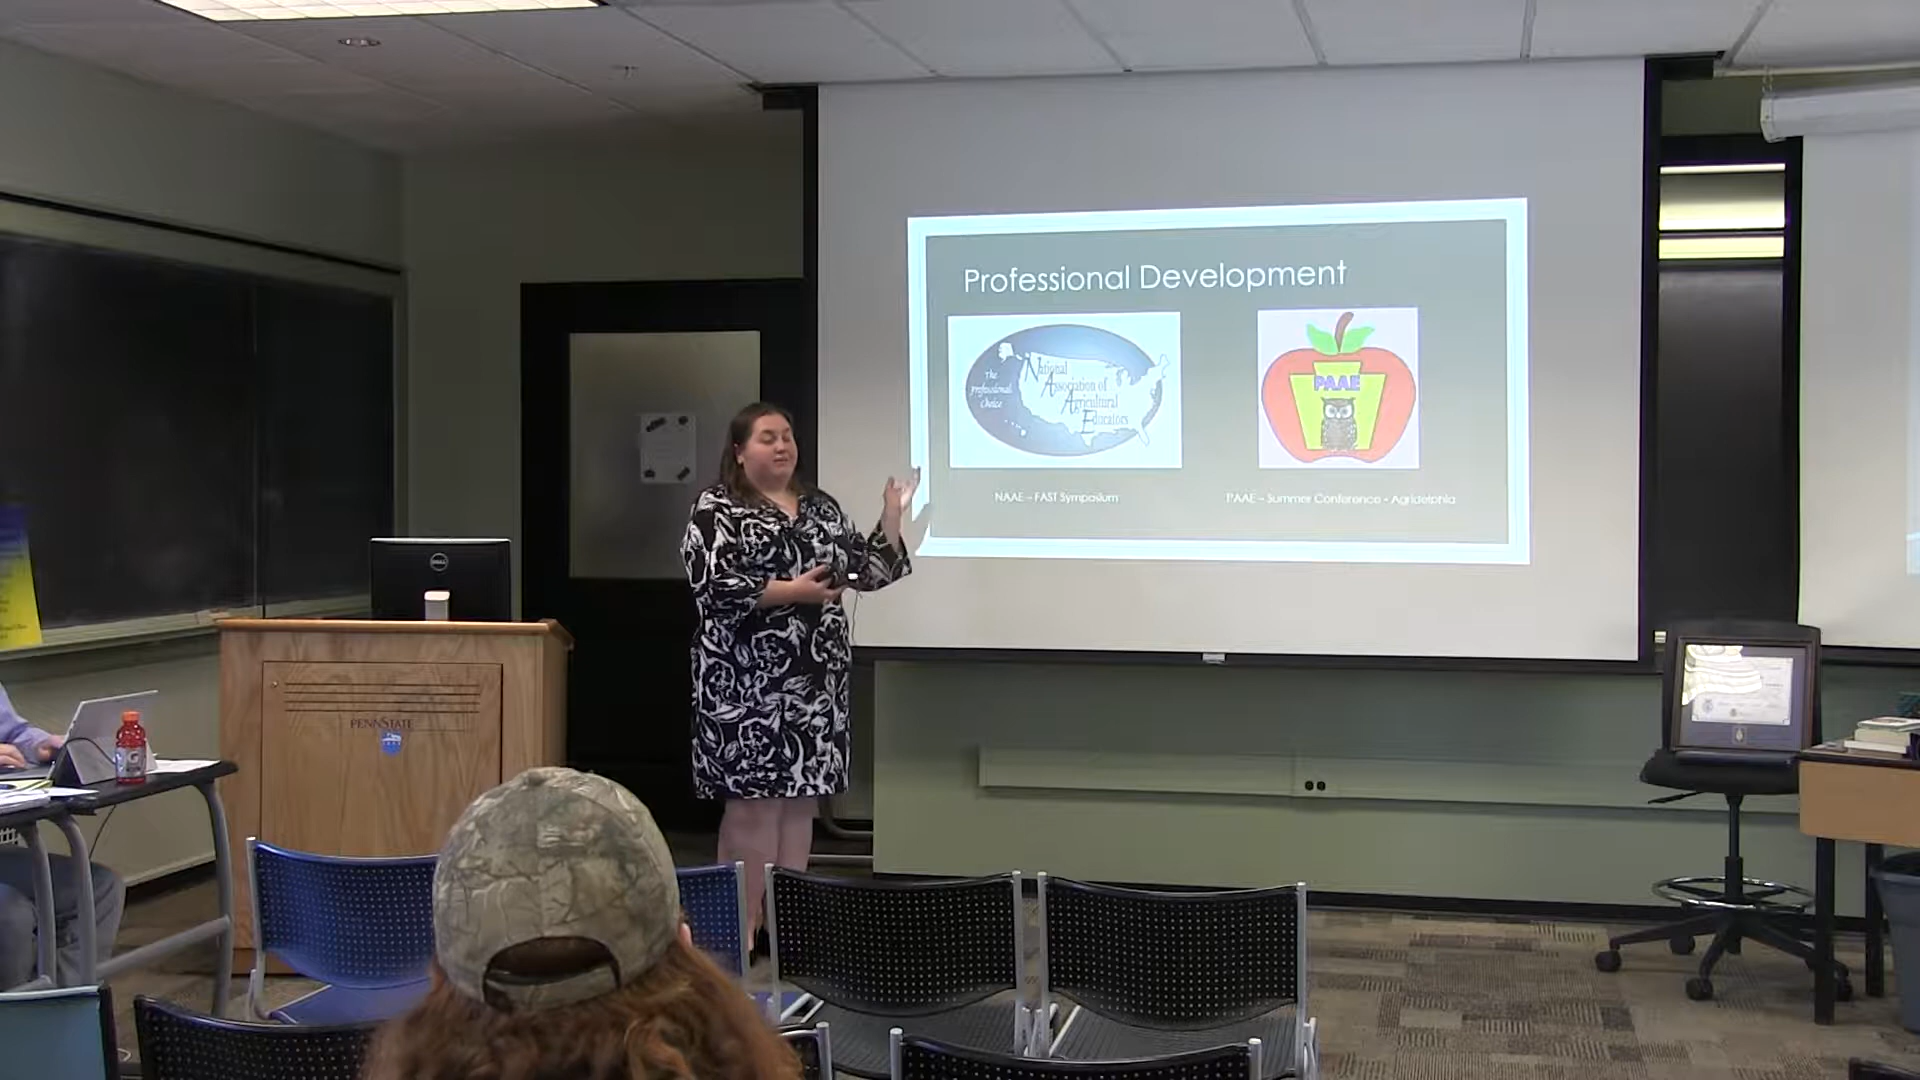 Professional Development
The
Professional
Choice
National
Association of
Agricultural
Educators
PAAE
NAAE – FAST Symposium
PAAE – Summer Conference - Agridelphia
DELL
PENNSTATE
G